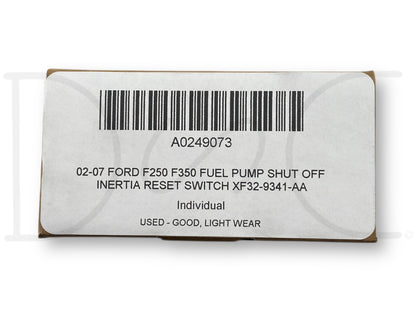 A0249073
02-07 FORD F250 F350 FUEL PUMP SHUT OFF
INERTIA RESET SWITCH XF32-9341-AA
Individual
USED - GOOD, LIGHT WEAR